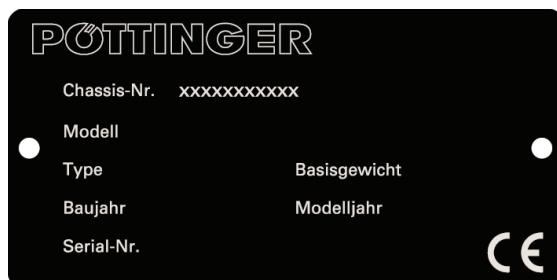 PÖTTINGER
Chassis-Nr. xxxxxxxxxxx
Modell
Type Basisgewicht
Baujahr Modelljahr
Serial-Nr.
CE